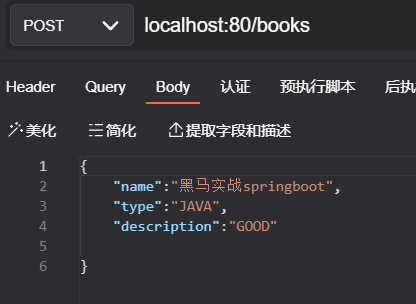 POST localhost:80/books
Header Query Body 认证 预执行脚本 后执
美化 简化 提取字段和描述
1 {
2 "name":"黑马实战springboot",
3 "type":"JAVA",
4 "description":"GOOD"
5
6 }